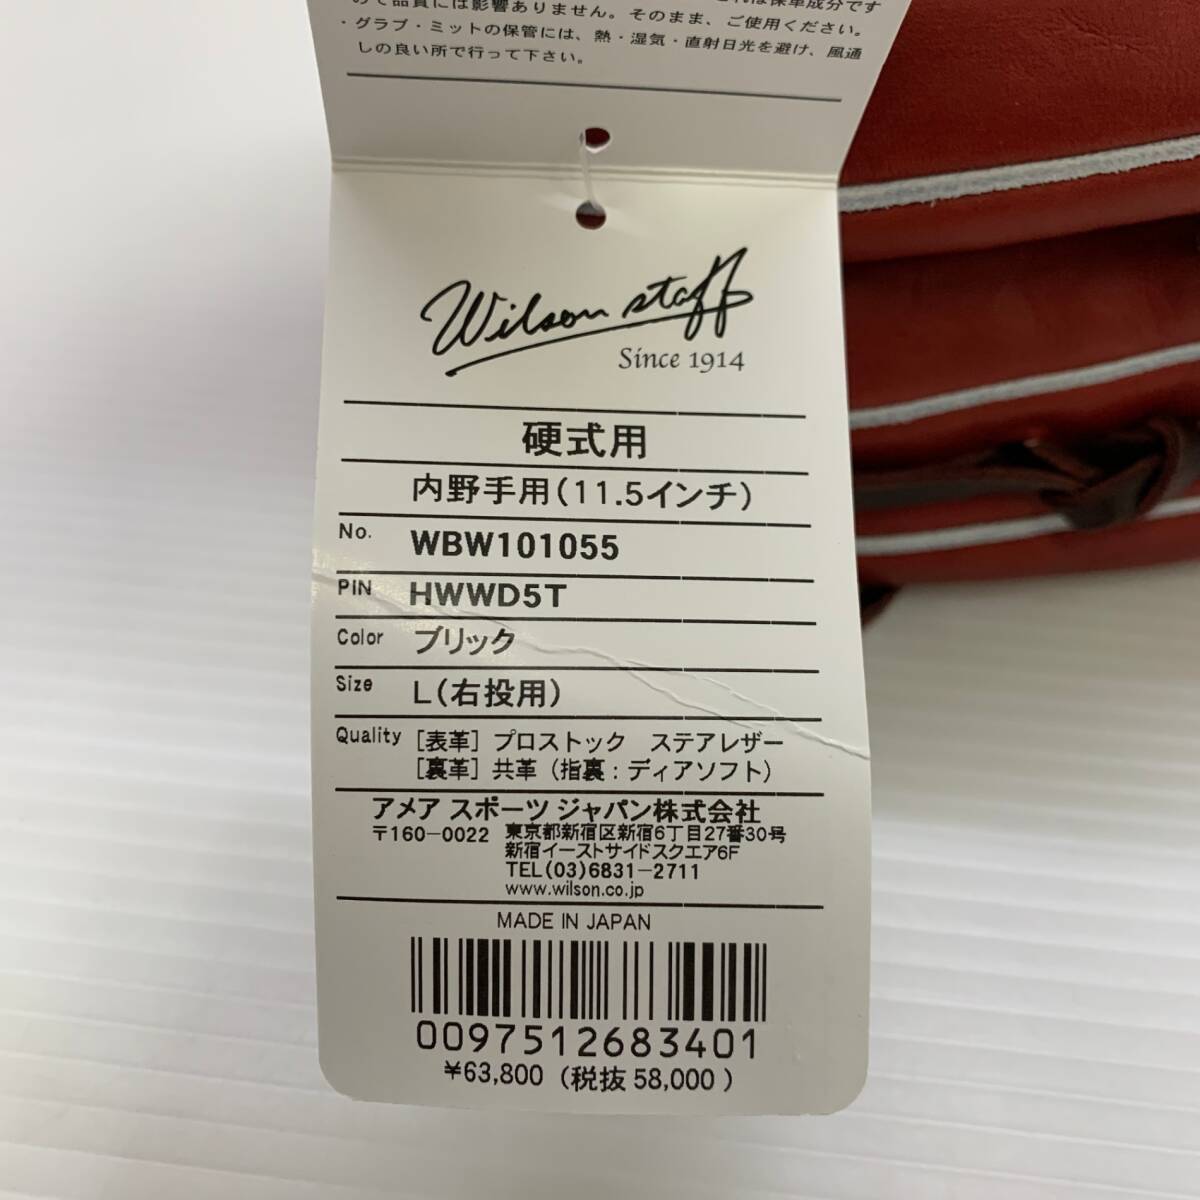 ので品質には影響ありません。そのまま、ご使用ください。
・グラブ・ミットの保管には、熱・湿気・直射日光を避け、風通
しの良い所で行って下さい。
Wilson staff
Since 1914
硬式用
内野手用(11.5インチ)
No. WBW101055
PIN HWWD5T
Color ブリック
Size L(右投用)
Quality [表革] プロストック ステアレザー
[裏革] 共革 (指裏:ディアソフト)
アメア スポーツ ジャパン株式会社
〒160-0022 東京都新宿区新宿6丁目27番30号
新宿イーストサイドスクエア6F
TEL(03)6831-2711
www.wilson.co.jp
MADE IN JAPAN
0097512683401
¥63,800 (税抜 58,000)